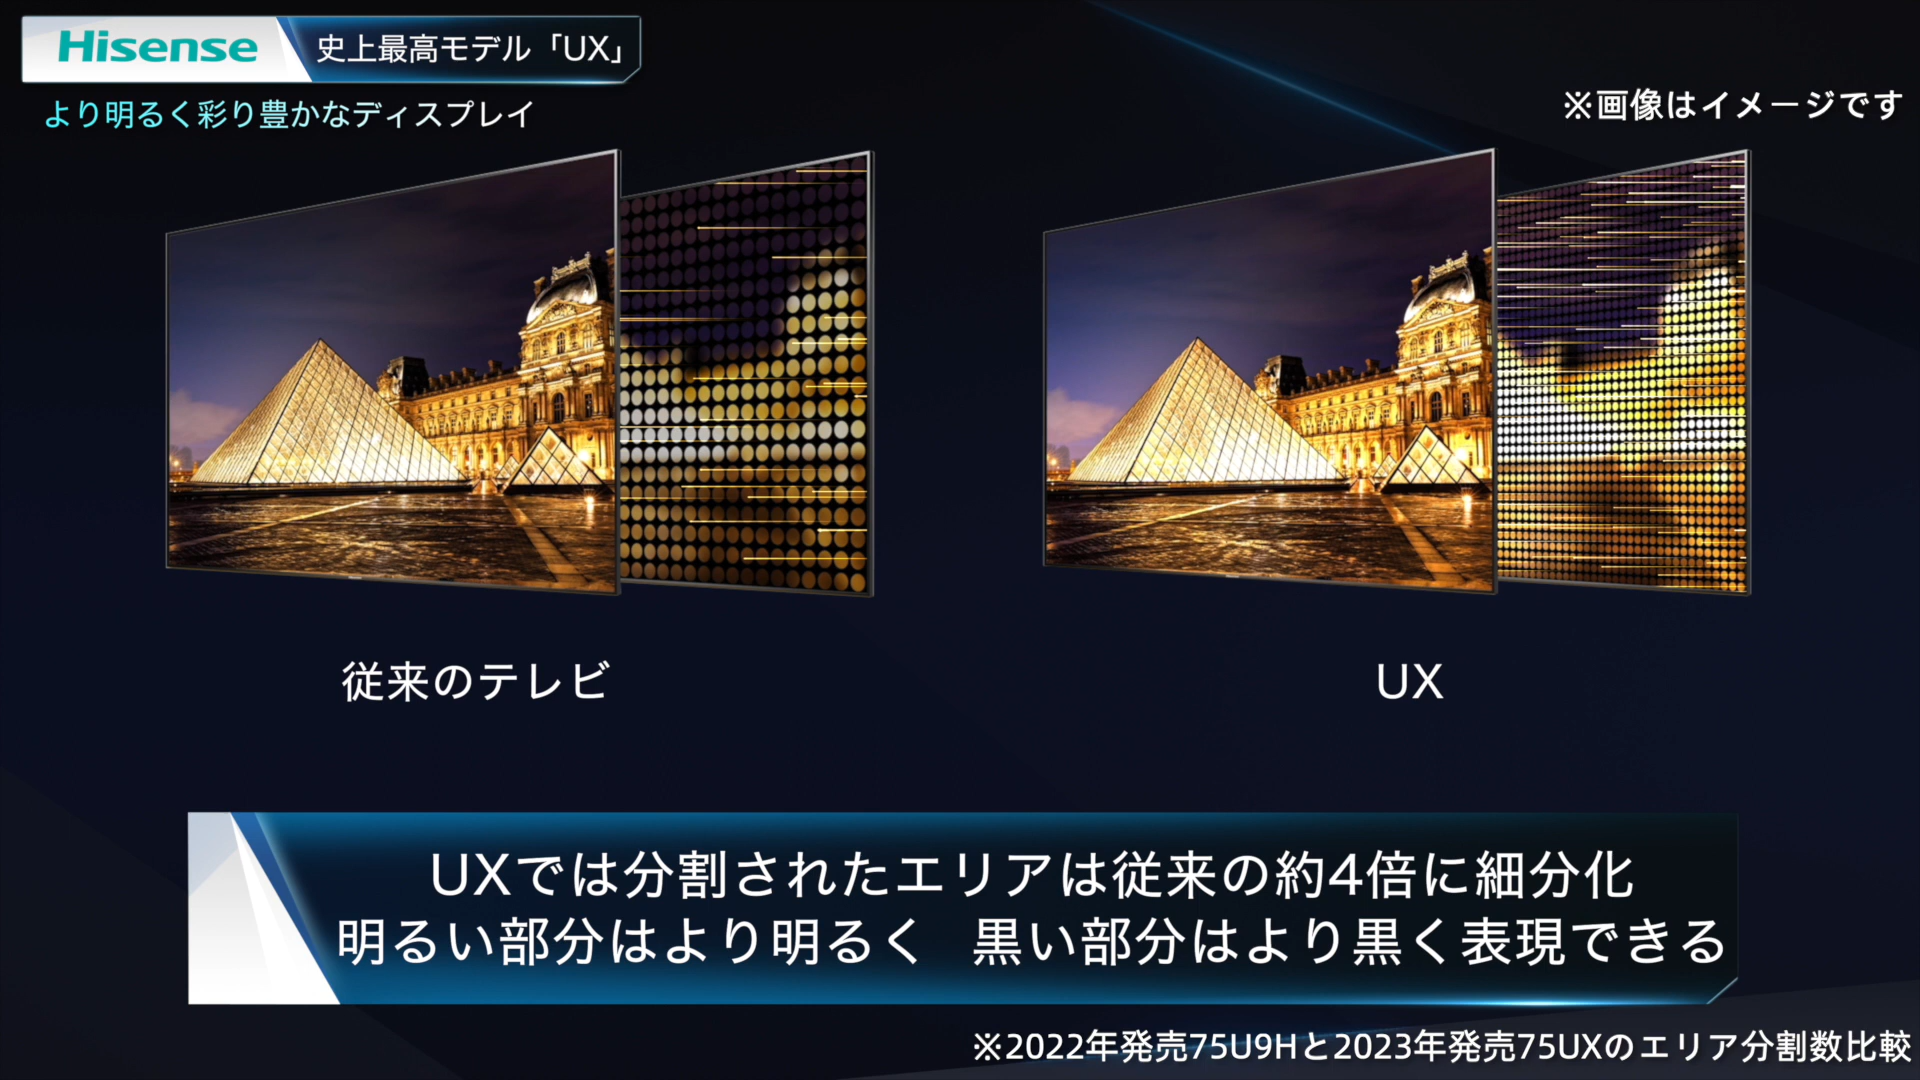 Hisense 史上最高モデル「UX」
より明るく彩り豊かなディスプレイ
※画像はイメージです
従来のテレビ
UX
UXでは分割されたエリアは従来の約4倍に細分化
明るい部分はより明るく 黒い部分はより黒く表現できる
※2022年発売75U9Hと2023年発売75UXのエリア分割数比較